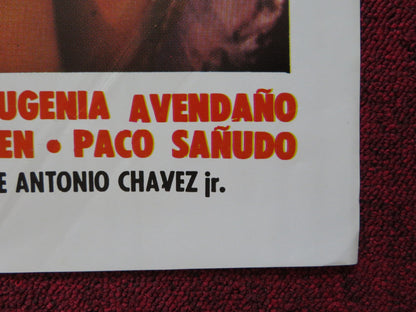 UGENIA AVENDAÑO
EN • PACO SAÑUDO
E ANTONIO CHAVEZ jr.